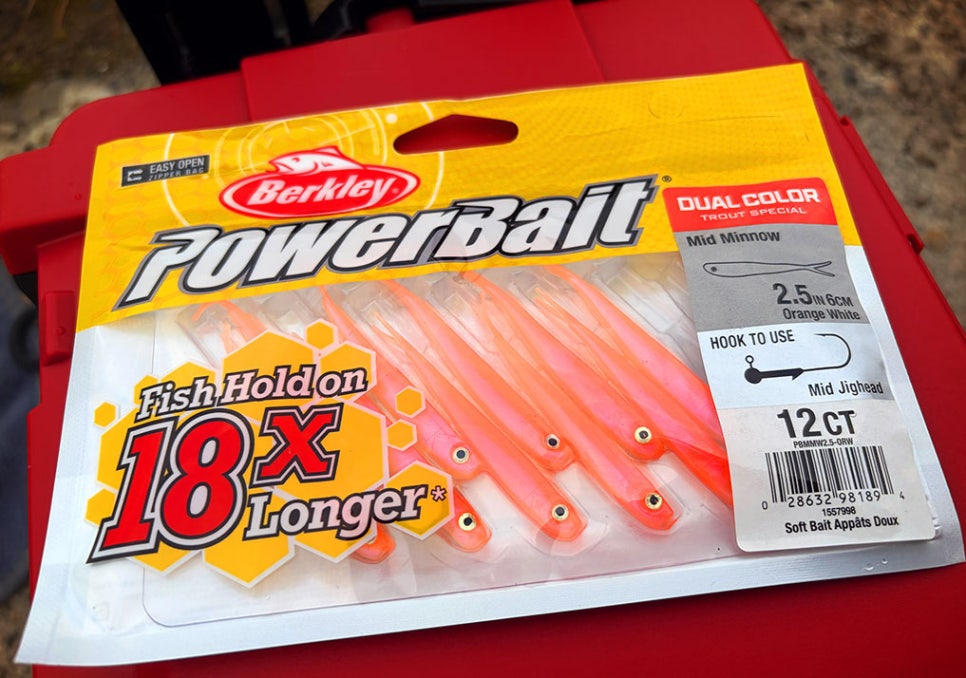 EASY OPEN
ZIPPER BAG
Berkley
PowerBait®
DUAL COLOR
TROUT SPECIAL
Mid Minnow
2.5IN 6CM
Orange White
HOOK TO USE
Mid Jighead
12CT
PBMMW2.5-ORW
0 28632 98189 4
1557998
Soft Bait Appâts Doux
Fish Hold on
18x
Longer*